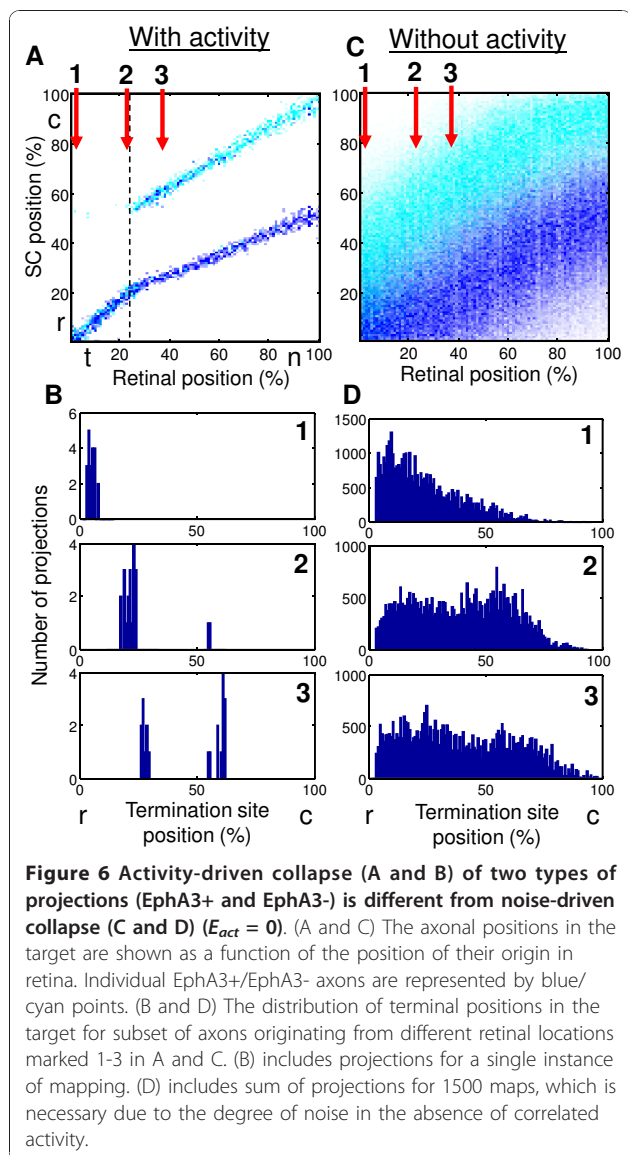 With activity
Without activity
A
C
1 2 3
1 2 3
SC position (%)
100
80
60
40
20
c
r
t
n
20 40 60 80 100
Retinal position (%)
100
80
60
40
20
20 40 60 80 100
Retinal position (%)
B
D
Number of projections
6
4
2
0
0 50 100
1
1500
1000
500
0
0 50 100
1
4
2
0
0 50 100
2
1000
500
0
0 50 100
2
4
2
0
0 50 100
3
1000
500
0
0 50 100
3
r Termination site c
position (%)
r Termination site c
position (%)
Figure 6 Activity-driven collapse (A and B) of two types of
projections (EphA3+ and EphA3-) is different from noise-driven
collapse (C and D) (Eact = 0). (A and C) The axonal positions in the
target are shown as a function of the position of their origin in
retina. Individual EphA3+/EphA3- axons are represented by blue/
cyan points. (B and D) The distribution of terminal positions in the
target for subset of axons originating from different retinal locations
marked 1-3 in A and C. (B) includes projections for a single instance
of mapping. (D) includes sum of projections for 1500 maps, which is
necessary due to the degree of noise in the absence of correlated
activity.